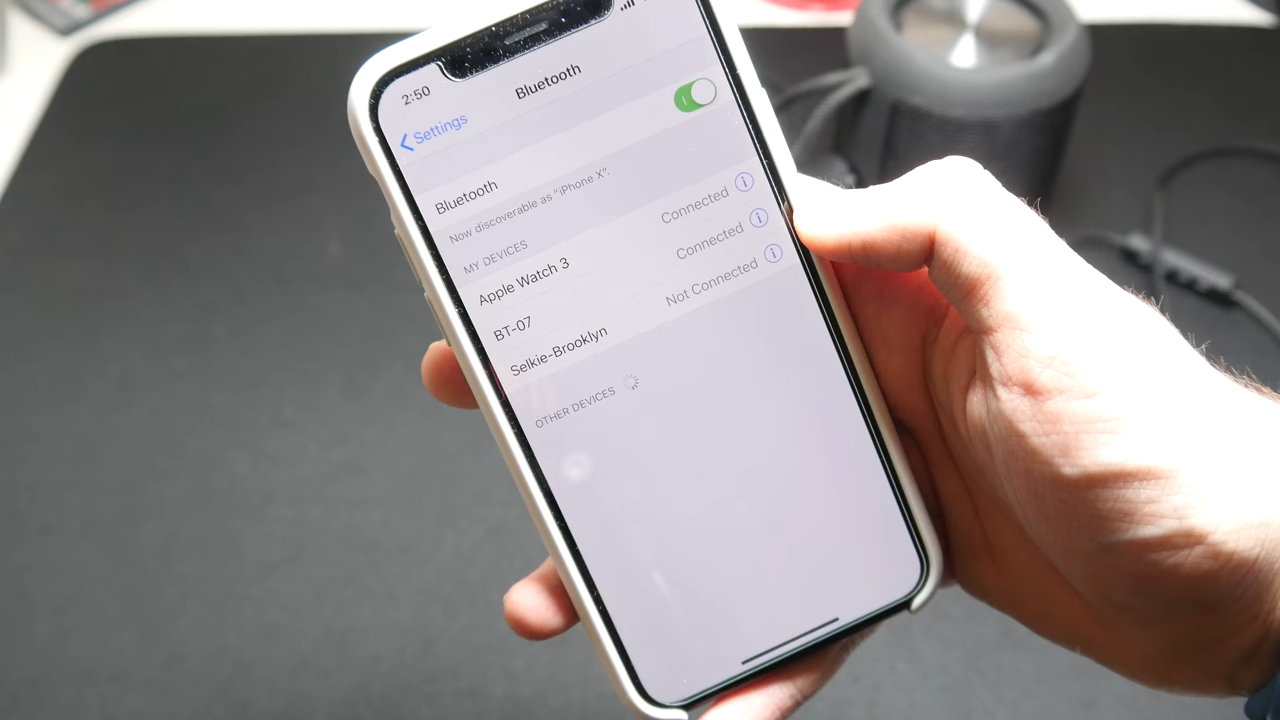 2:50
Settings
Bluetooth
Bluetooth
Now discoverable as “iPhone X”.
MY DEVICES
Apple Watch 3 Connected
BT-07 Connected
Selkie-Brooklyn Not Connected
OTHER DEVICES